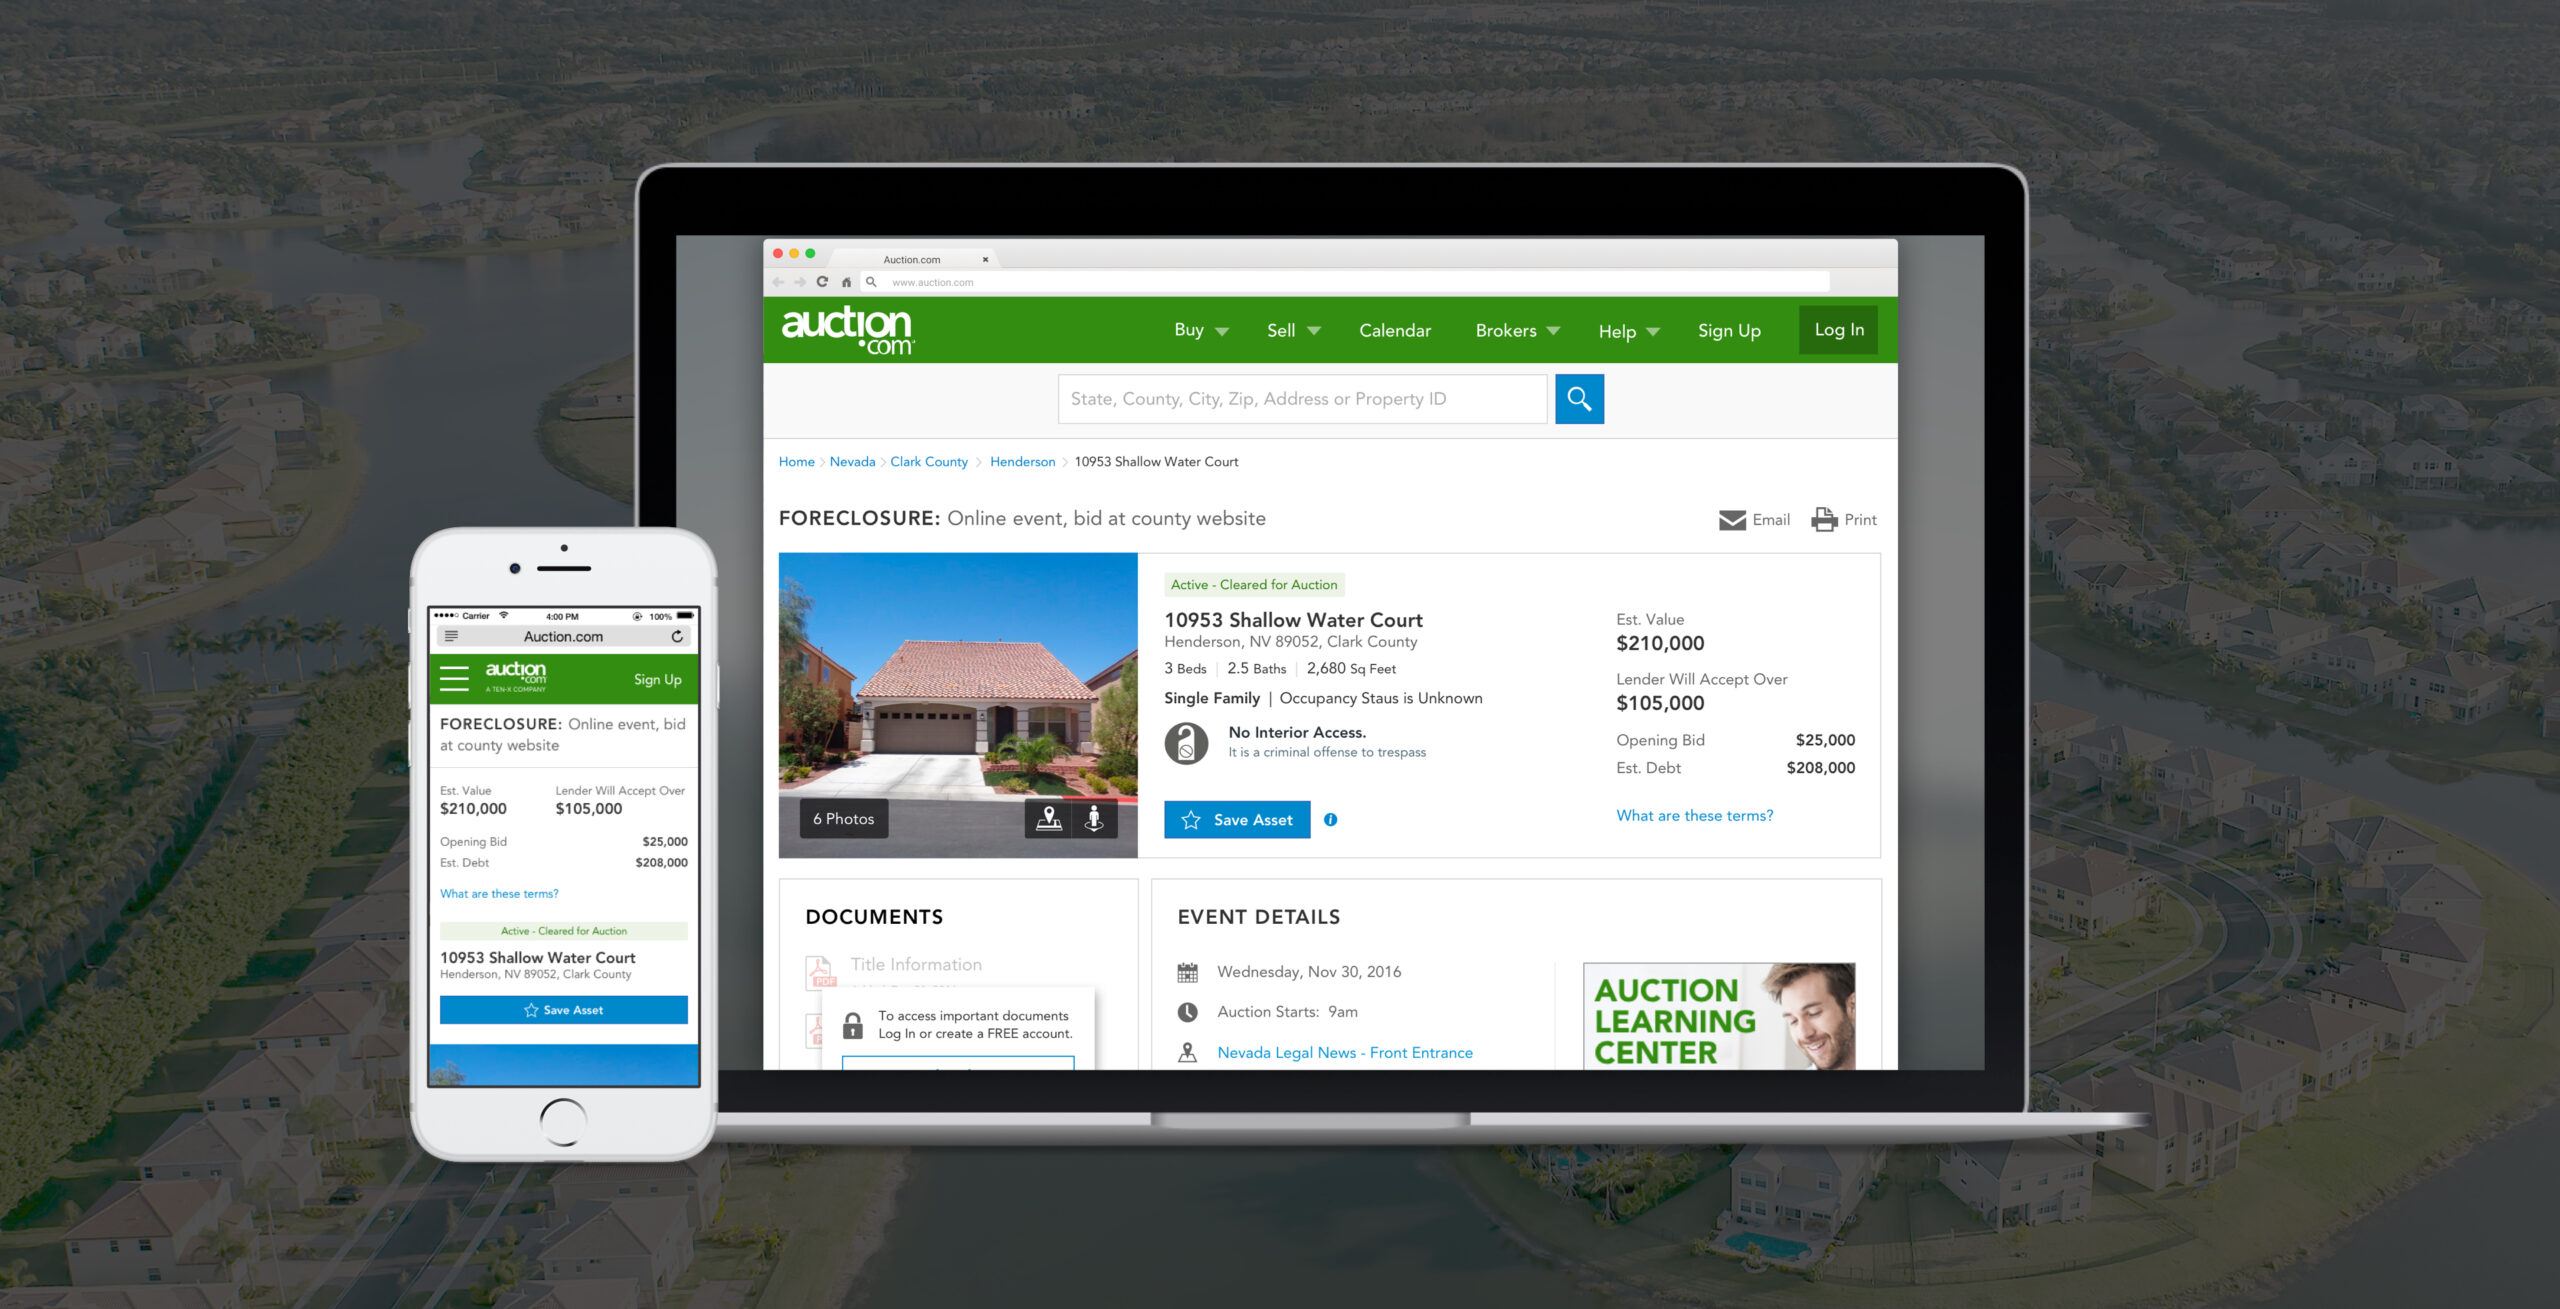 Auction.com
www.auction.com
auction.com
Buy
Sell
Calendar
Brokers
Help
Sign Up
Log In
State, County, City, Zip, Address or Property ID
Home > Nevada > Clark County > Henderson > 10953 Shallow Water Court
FORECLOSURE: Online event, bid at county website
Email
Print
6 Photos
Active - Cleared for Auction
10953 Shallow Water Court
Henderson, NV 89052, Clark County
3 Beds | 2.5 Baths | 2,680 Sq Feet
Single Family | Occupancy Staus is Unknown
No Interior Access.
It is a criminal offense to trespass
Save Asset
Est. Value
$210,000
Lender Will Accept Over
$105,000
Opening Bid $25,000
Est. Debt $208,000
What are these terms?
DOCUMENTS
PDF
Title Information
To access important documents
Log In or create a FREE account.
EVENT DETAILS
Wednesday, Nov 30, 2016
Auction Starts: 9am
Nevada Legal News - Front Entrance
AUCTION
LEARNING
CENTER
Carrier 4:00 PM 100%
Auction.com
auction.com
A TEN-X COMPANY
Sign Up
FORECLOSURE: Online event, bid
at county website
Est. Value Lender Will Accept Over
$210,000 $105,000
Opening Bid $25,000
Est. Debt $208,000
What are these terms?
Active - Cleared for Auction
10953 Shallow Water Court
Henderson, NV 89052, Clark County
Save Asset